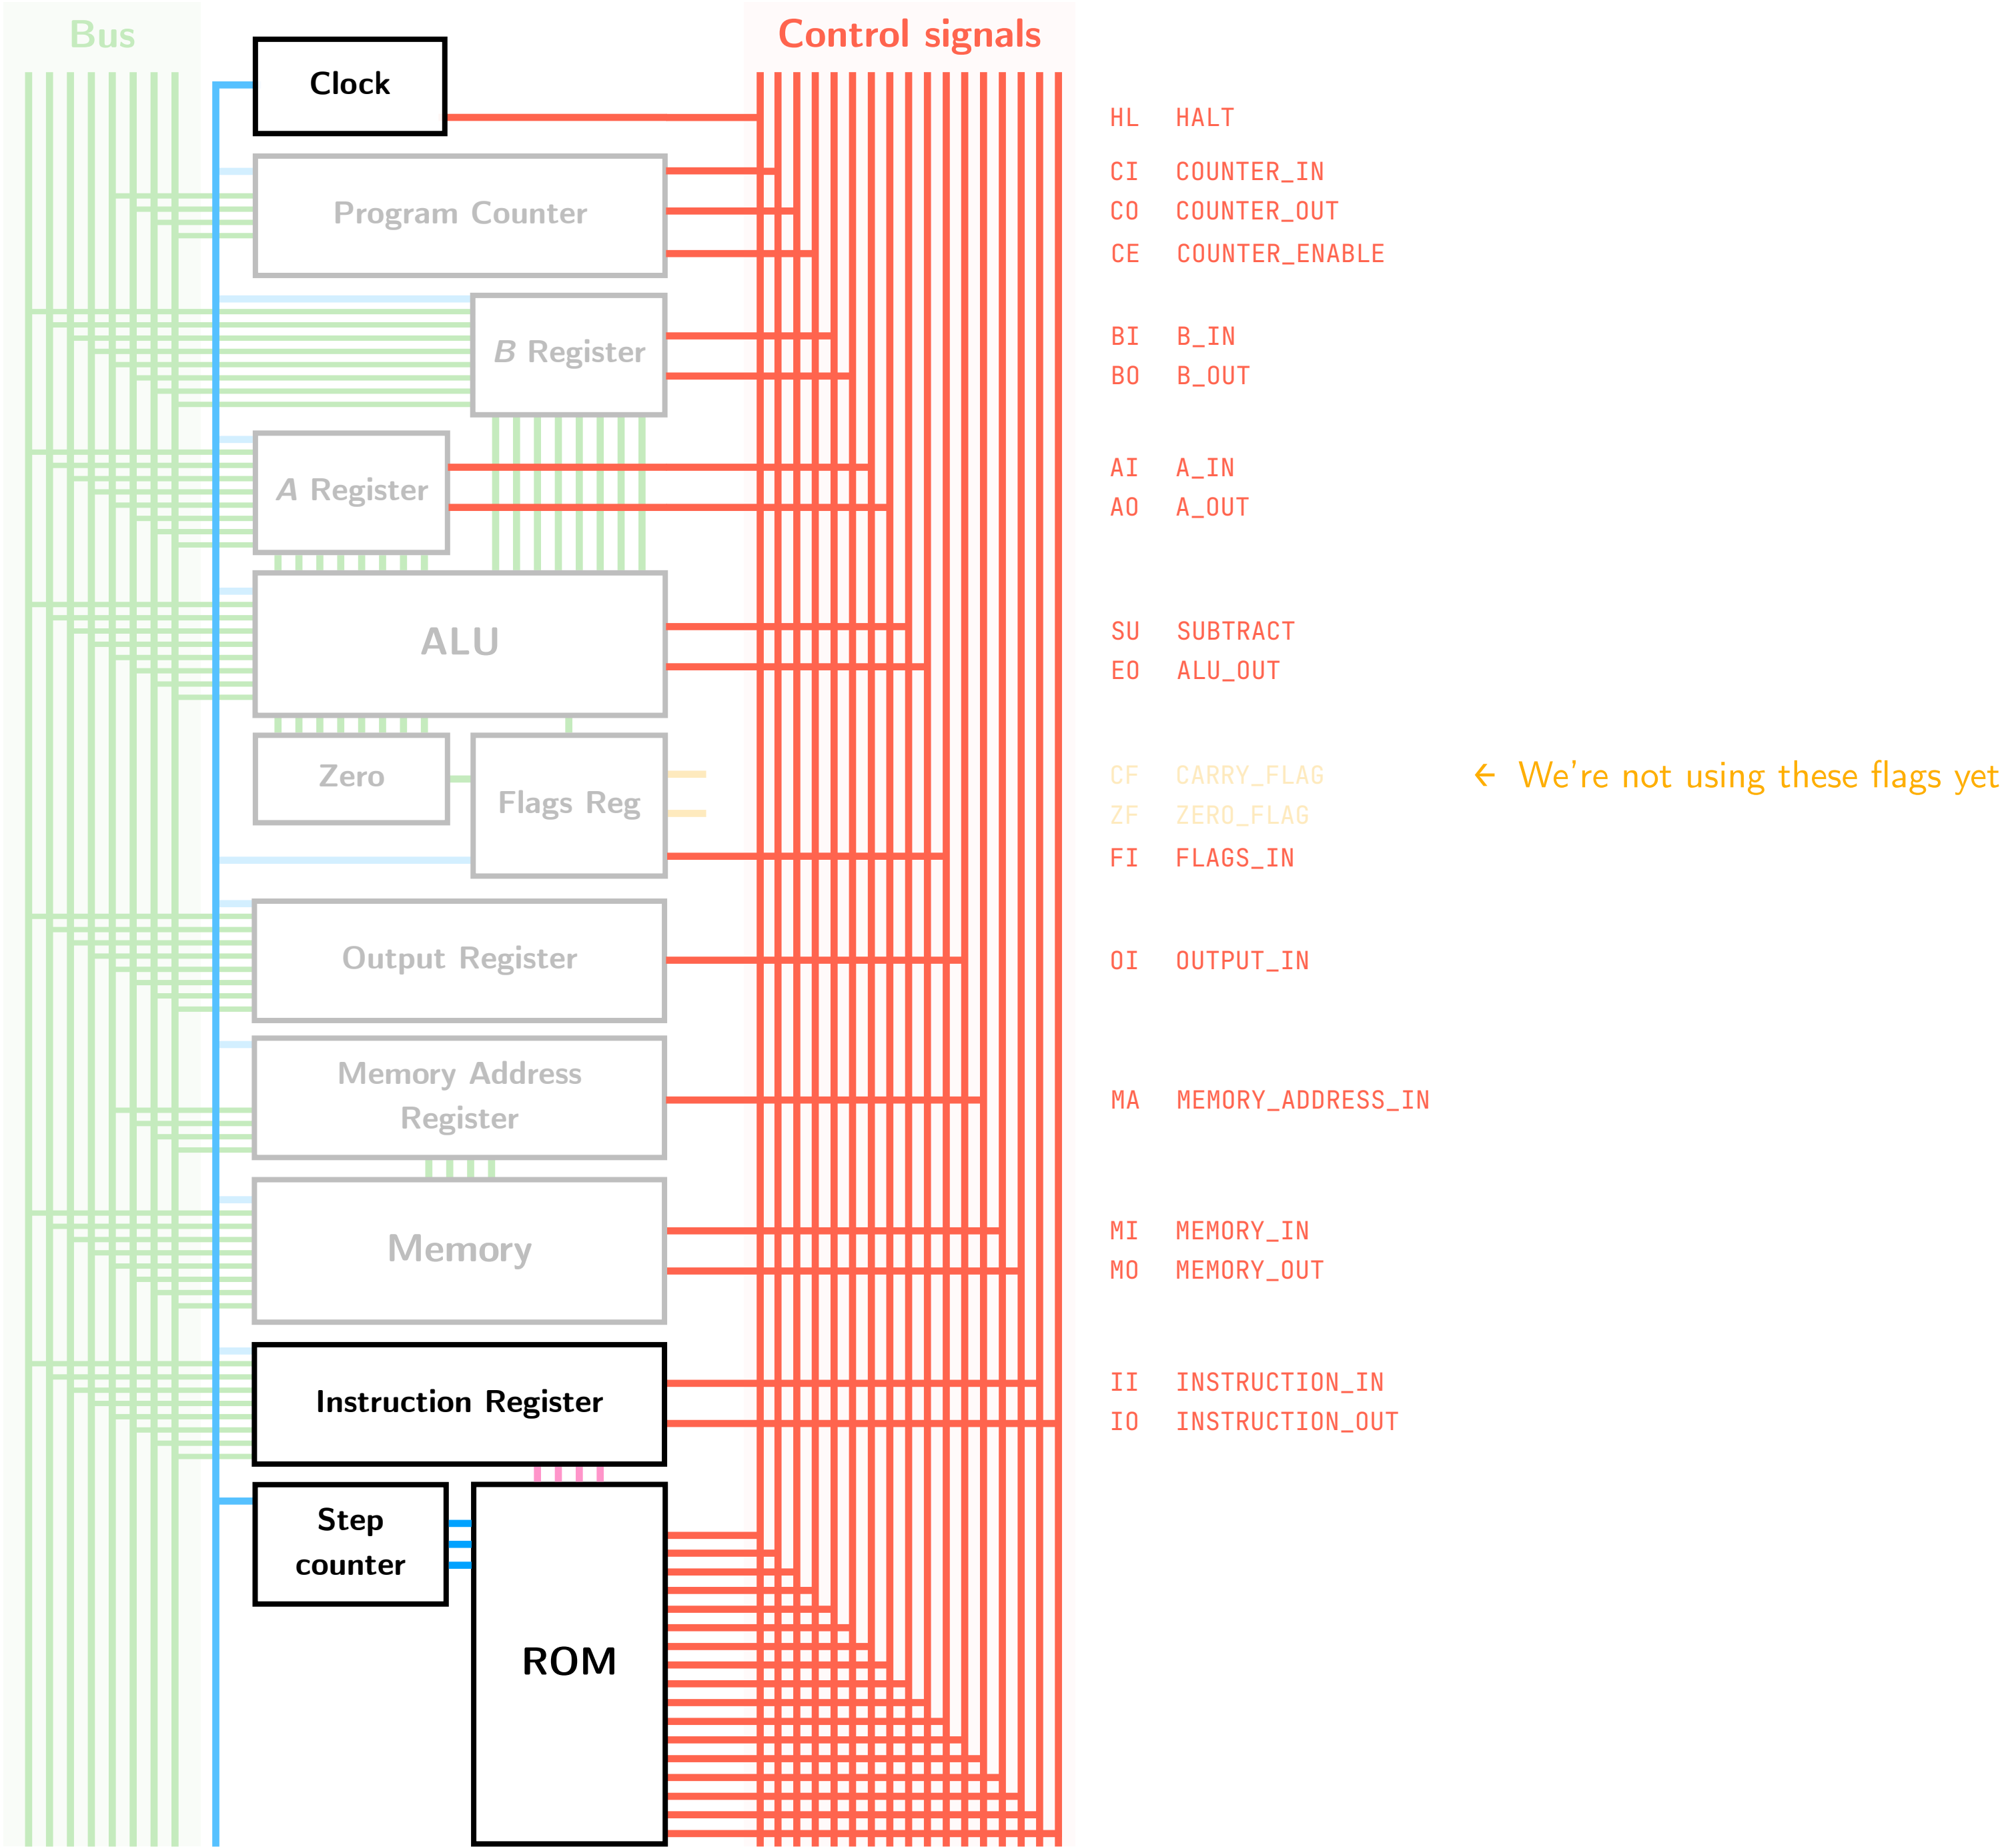 Bus
Control signals
Clock
HL HALT
Program Counter
CI COUNTER_IN
CO COUNTER_OUT
CE COUNTER_ENABLE
B Register
BI B_IN
BO B_OUT
A Register
AI A_IN
AO A_OUT
ALU
SU SUBTRACT
EO ALU_OUT
Zero
Flags Reg
CF CARRY_FLAG ← We're not using these flags yet
ZF ZERO_FLAG
FI FLAGS_IN
Output Register
OI OUTPUT_IN
Memory Address
Register
MA MEMORY_ADDRESS_IN
Memory
MI MEMORY_IN
MO MEMORY_OUT
Instruction Register
II INSTRUCTION_IN
IO INSTRUCTION_OUT
Step
counter
ROM